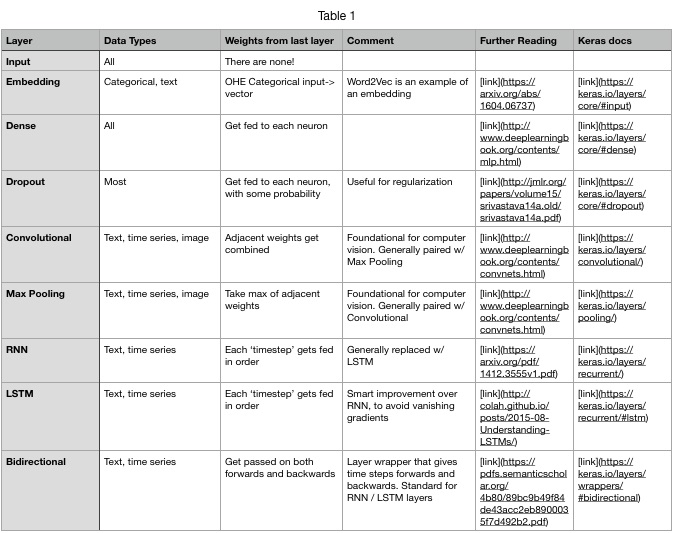 Table 1
Layer Data Types Weights from last layer Comment Further Reading Keras docs
Input All There are none!
Embedding Categorical, text OHE Categorical input-> vector Word2Vec is an example of an embedding [link](https://arxiv.org/abs/1604.06737) [link](https://keras.io/layers/core/#input)
Dense All Get fed to each neuron [link](http://www.deeplearningbook.org/contents/mlp.html) [link](https://keras.io/layers/core/#dense)
Dropout Most Get fed to each neuron, with some probability Useful for regularization [link](http://jmlr.org/papers/volume15/srivastava14a.old/srivastava14a.pdf) [link](https://keras.io/layers/core/#dropout)
Convolutional Text, time series, image Adjacent weights get combined Foundational for computer vision. Generally paired w/ Max Pooling [link](http://www.deeplearningbook.org/contents/convnets.html) [link](https://keras.io/layers/convolutional/)
Max Pooling Text, time series, image Take max of adjacent weights Foundational for computer vision. Generally paired w/ Convolutional [link](http://www.deeplearningbook.org/contents/convnets.html) [link](https://keras.io/layers/pooling/)
RNN Text, time series Each ‘timestep’ gets fed in order Generally replaced w/ LSTM [link](https://arxiv.org/pdf/1412.3555v1.pdf) [link](https://keras.io/layers/recurrent/)
LSTM Text, time series Each ‘timestep’ gets fed in order Smart improvement over RNN, to avoid vanishing gradients [link](http://colah.github.io/posts/2015-08-Understanding-LSTMs/) [link](https://keras.io/layers/recurrent/#lstm)
Bidirectional Text, time series Get passed on both forwards and backwards Layer wrapper that gives time steps forwards and backwards. Standard for RNN / LSTM layers [link](https://pdfs.semanticscholar.org/4b80/89bc9b49f84de43acc2eb8900035f7d492b2.pdf) [link](https://keras.io/layers/wrappers/#bidirectional)